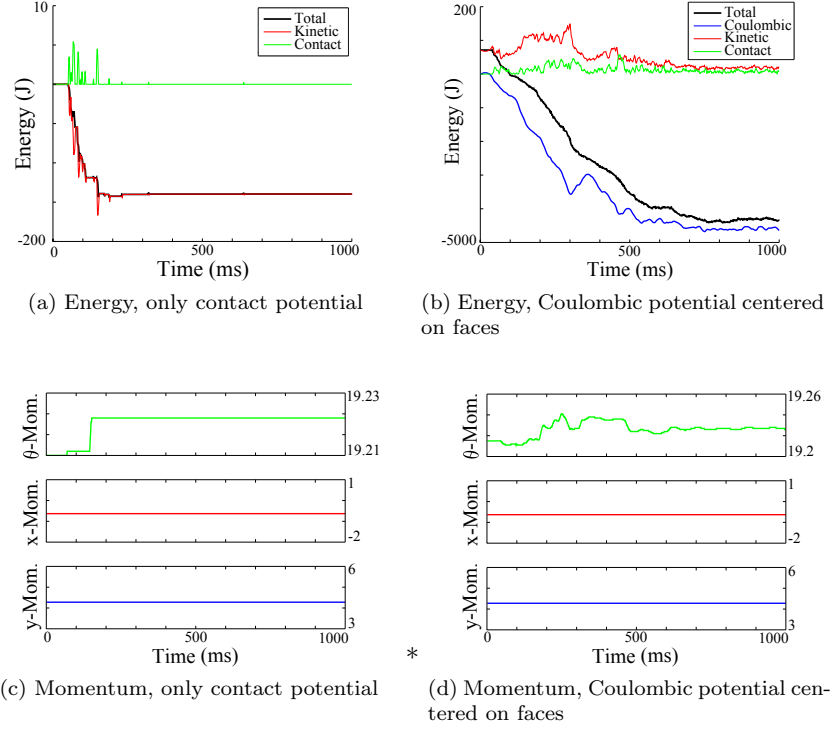 10
Total
Kinetic
Contact
Energy (J)
-200
0
500
1000
Time (ms)
(a) Energy, only contact potential
200
Total
Coulombic
Kinetic
Contact
Energy (J)
-5000
0
500
1000
Time (ms)
(b) Energy, Coulombic potential centered
on faces
θ-Mom.
19.23
19.21
x-Mom.
1
-2
y-Mom.
6
3
0
500
1000
Time (ms)
(c) Momentum, only contact potential
*
θ-Mom.
19.26
19.2
x-Mom.
1
-2
y-Mom.
6
3
0
500
1000
Time (ms)
(d) Momentum, Coulombic potential cen-
tered on faces